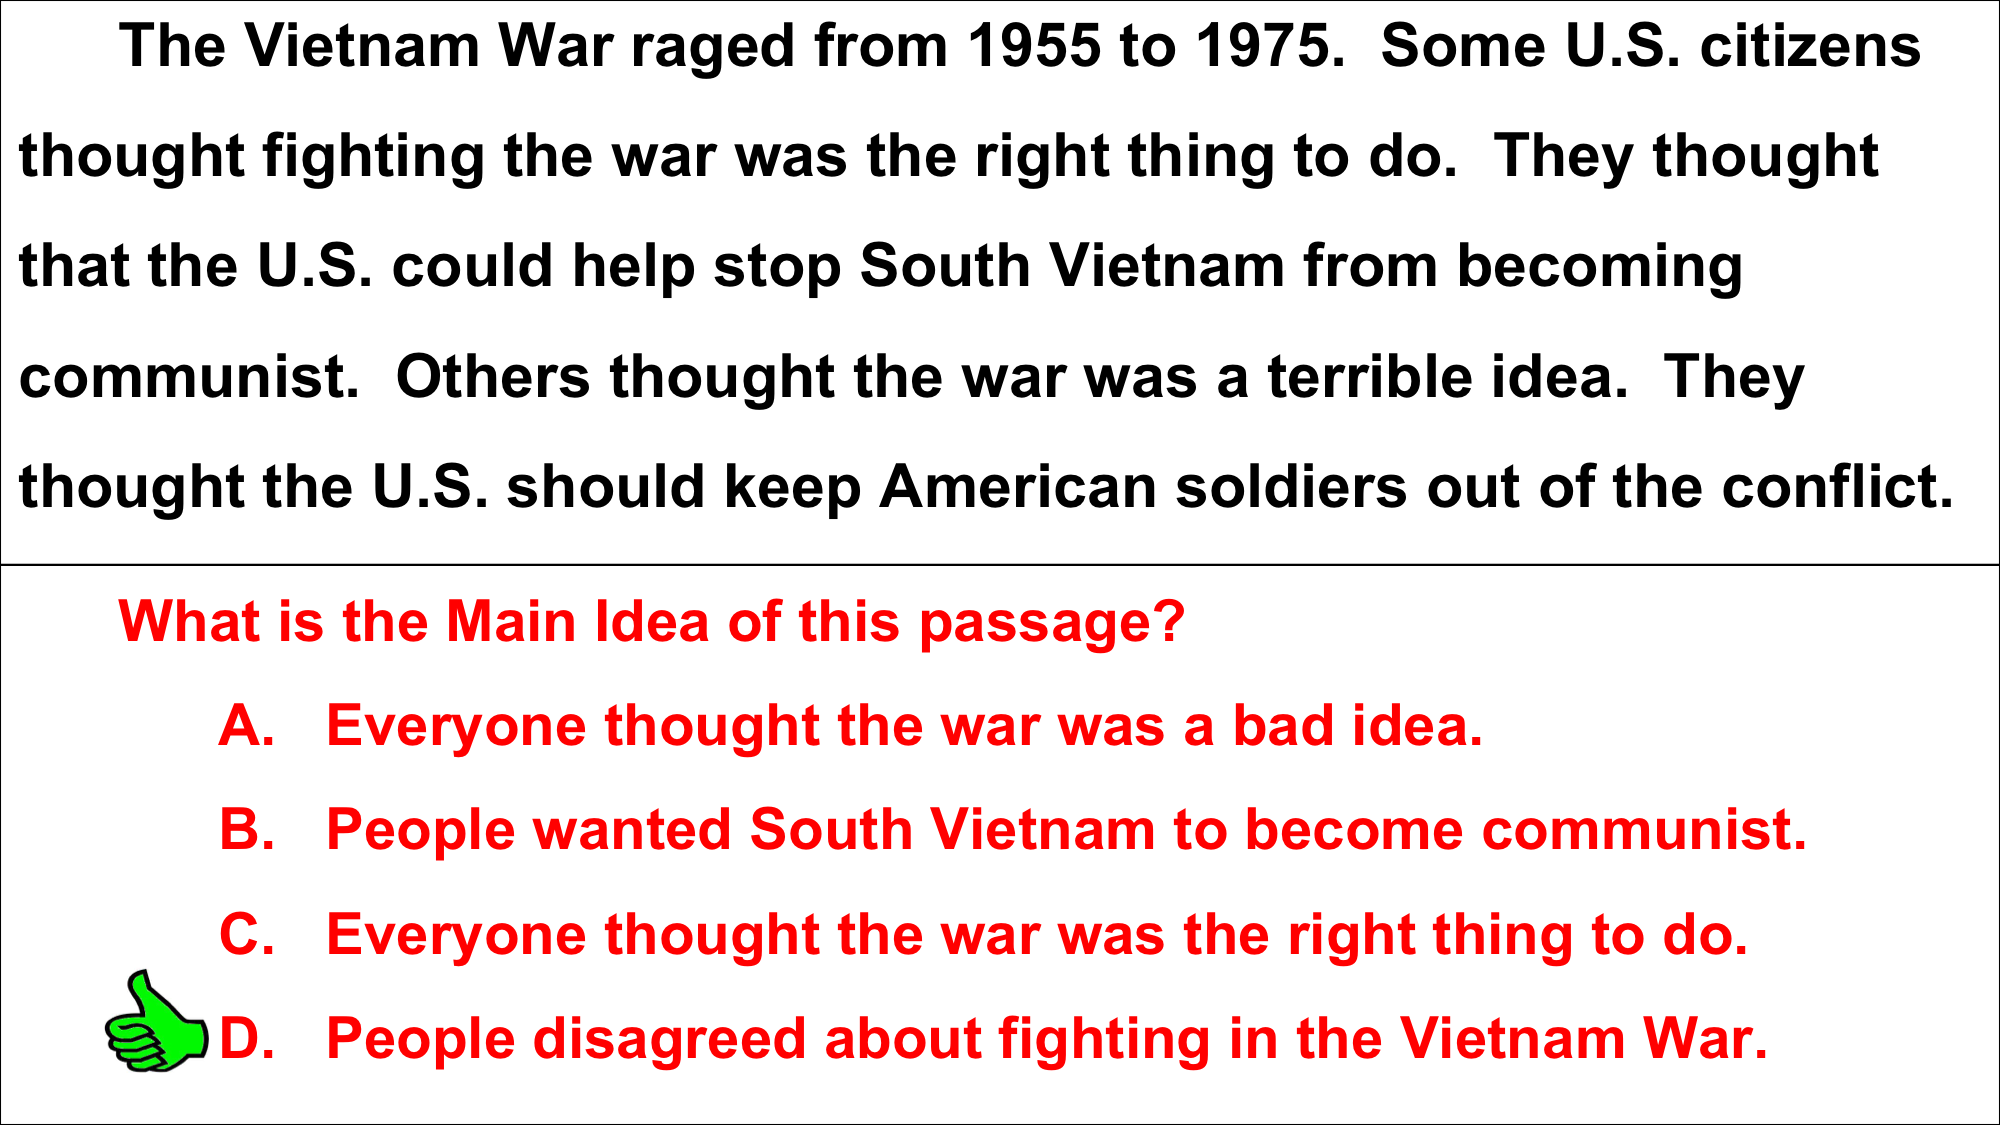 The Vietnam War raged from 1955 to 1975.  Some U.S. citizens
thought fighting the war was the right thing to do.  They thought
that the U.S. could help stop South Vietnam from becoming
communist.  Others thought the war was a terrible idea.  They
thought the U.S. should keep American soldiers out of the conflict.
What is the Main Idea of this passage?
A.   Everyone thought the war was a bad idea.
B.   People wanted South Vietnam to become communist.
C.   Everyone thought the war was the right thing to do.
D.   People disagreed about fighting in the Vietnam War.